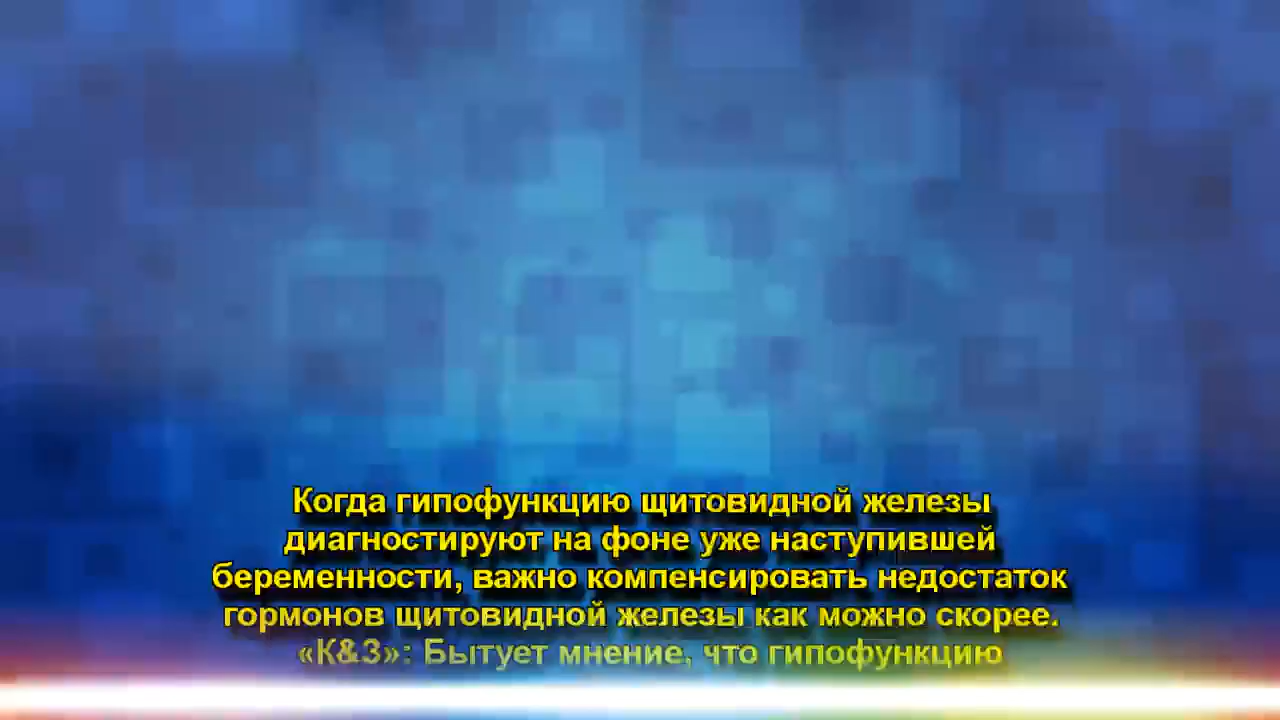 Когда гипофункцию щитовидной железы
диагностируют на фоне уже наступившей
беременности, важно компенсировать недостаток
гормонов щитовидной железы как можно скорее.
«К&З»: Бытует мнение, что гипофункцию